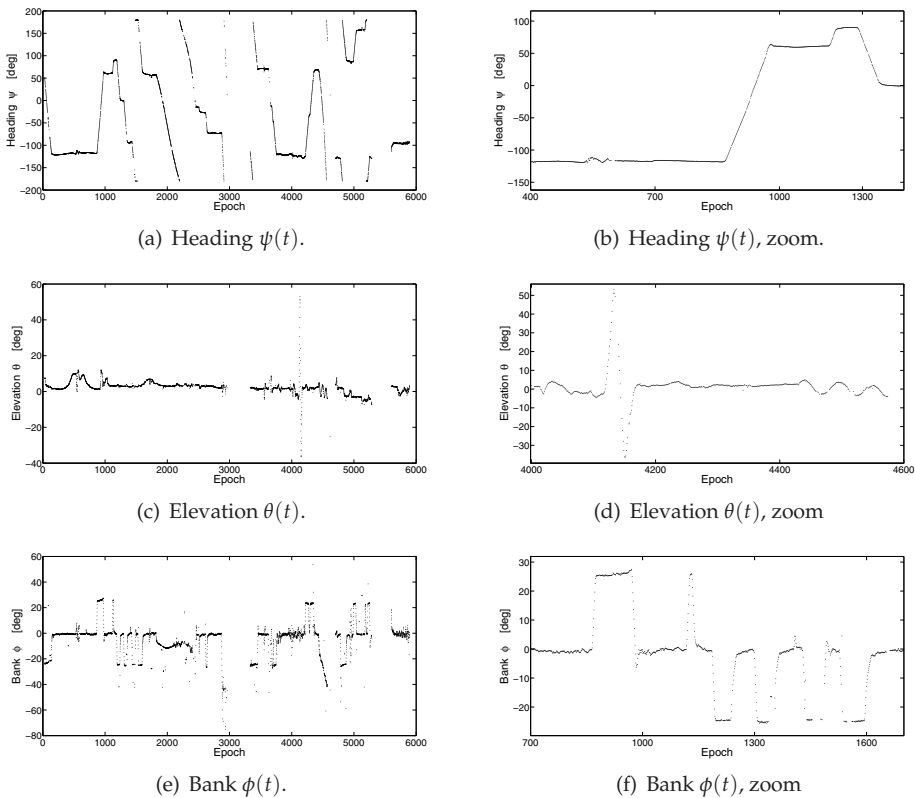 200
150
100
50
0
−50
−100
−150
−200
Heading ψ [deg]
0 1000 2000 3000 4000 5000 6000
Epoch
(a) Heading ψ(t).
150
100
50
0
−50
−100
−150
Heading ψ [deg]
400 700 1000 1300
Epoch
(b) Heading ψ(t), zoom.
60
40
20
0
−20
−40
Elevation θ [deg]
0 1000 2000 3000 4000 5000 6000
Epoch
(c) Elevation θ(t).
50
40
30
20
10
0
−10
−20
−30
Elevation θ [deg]
4000 4200 4400 4600
Epoch
(d) Elevation θ(t), zoom
60
40
20
0
−20
−40
−60
−80
Bank ϕ [deg]
0 1000 2000 3000 4000 5000 6000
Epoch
(e) Bank ϕ(t).
30
20
10
0
−10
−20
Bank ϕ [deg]
700 1000 1300 1600
Epoch
(f) Bank ϕ(t), zoom